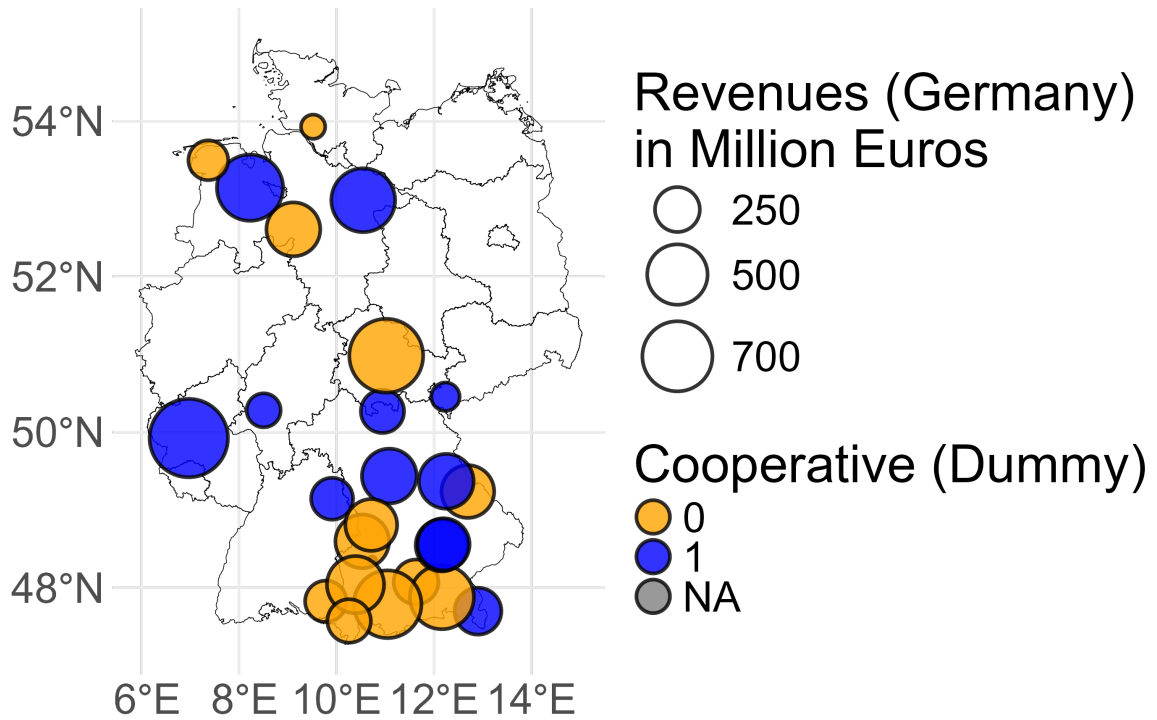 54°N
52°N
50°N
48°N
6°E 8°E 10°E 12°E 14°E
Revenues (Germany)
in Million Euros
250
500
700
Cooperative (Dummy)
0
1
NA